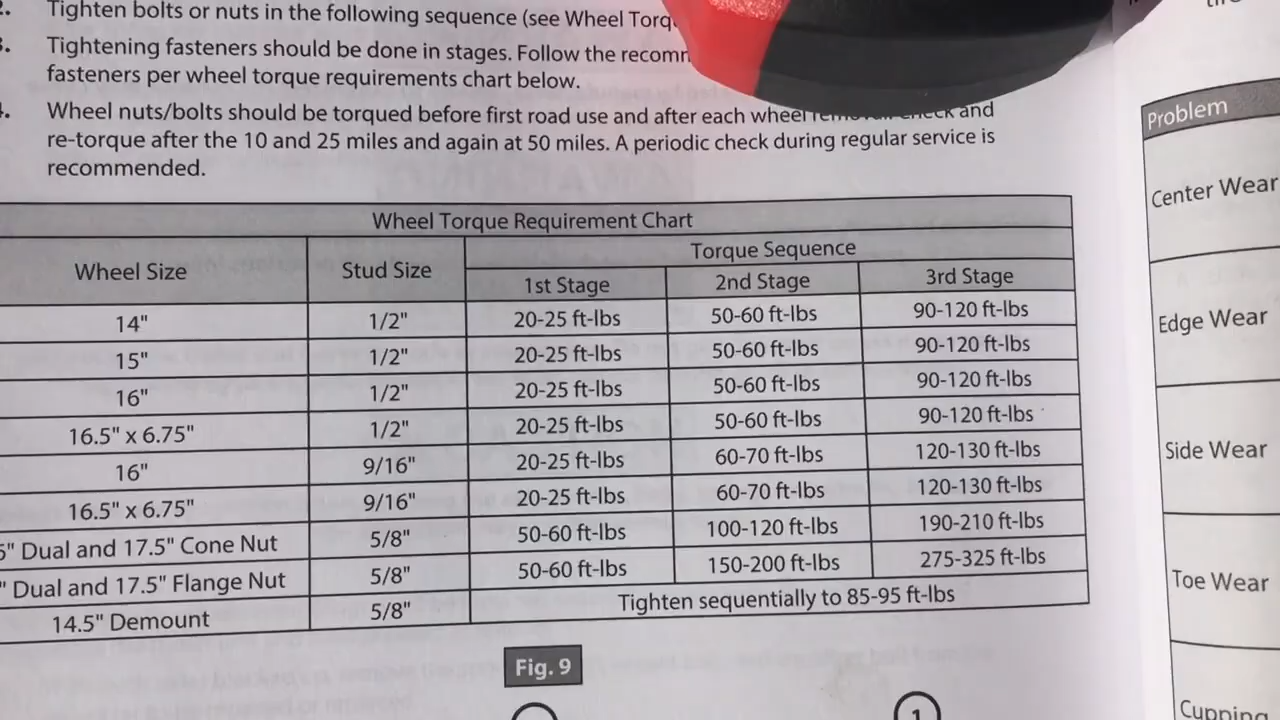 2. Tighten bolts or nuts in the following sequence (see Wheel
3. Tightening fasteners should be done in stages. Follow the
fasteners per wheel torque requirements chart below.
4. Wheel nuts/bolts should be torqued before first road use and after each wheel and
re-torque after the 10 and 25 miles and again at 50 miles. A periodic check during regular service is
recommended.
Wheel Torque Requirement Chart
Wheel Size Stud Size Torque Sequence
1st Stage 2nd Stage 3rd Stage
14" 1/2" 20-25 ft-lbs 50-60 ft-lbs 90-120 ft-lbs
15" 1/2" 20-25 ft-lbs 50-60 ft-lbs 90-120 ft-lbs
16" 1/2" 20-25 ft-lbs 50-60 ft-lbs 90-120 ft-lbs
16.5" x 6.75" 1/2" 20-25 ft-lbs 50-60 ft-lbs 90-120 ft-lbs
16" 9/16" 20-25 ft-lbs 60-70 ft-lbs 120-130 ft-lbs
16.5" x 6.75" 9/16" 20-25 ft-lbs 60-70 ft-lbs 120-130 ft-lbs
Dual and 17.5" Cone Nut 5/8" 50-60 ft-lbs 100-120 ft-lbs 190-210 ft-lbs
Dual and 17.5" Flange Nut 5/8" 50-60 ft-lbs 150-200 ft-lbs 275-325 ft-lbs
14.5" Demount 5/8" Tighten sequentially to 85-95 ft-lbs
Fig. 9
1
Problem
Center Wear
Edge Wear
Side Wear
Toe Wear
Cupping